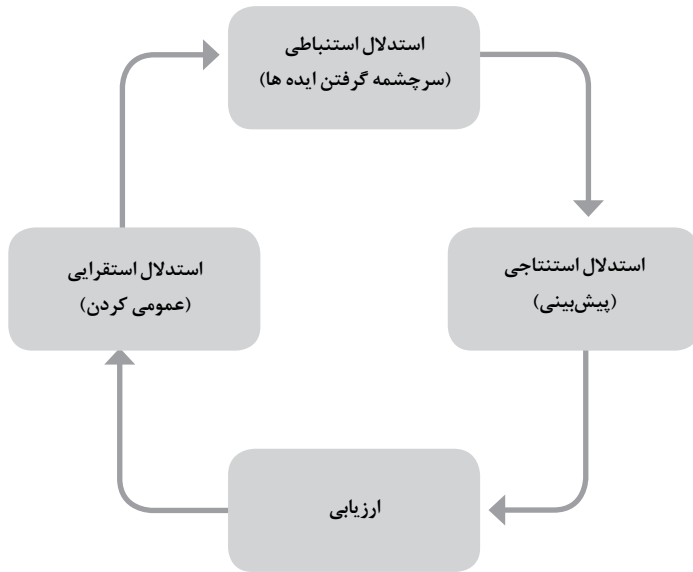 استدلال استنباطی
(سرچشمه گرفتن ایده ها)
استدلال استنتاجی
(پیش‌بینی)
استدلال استقرایی
(عمومی کردن)
ارزیابی